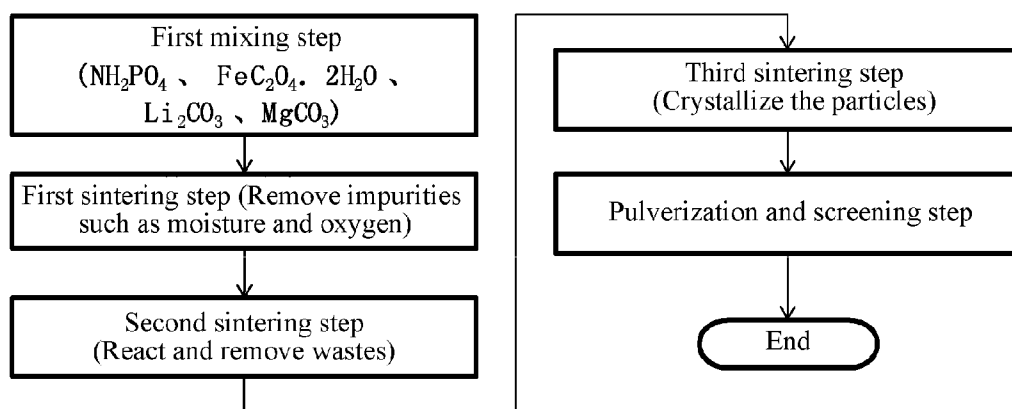 First mixing step
(NH₂PO₄ 、 FeC₂O₄. 2H₂O 、
Li₂CO₃ 、MgCO₃)
First sintering step (Remove impurities
such as moisture and oxygen)
Second sintering step
(React and remove wastes)
Third sintering step
(Crystallize the particles)
Pulverization and screening step
End